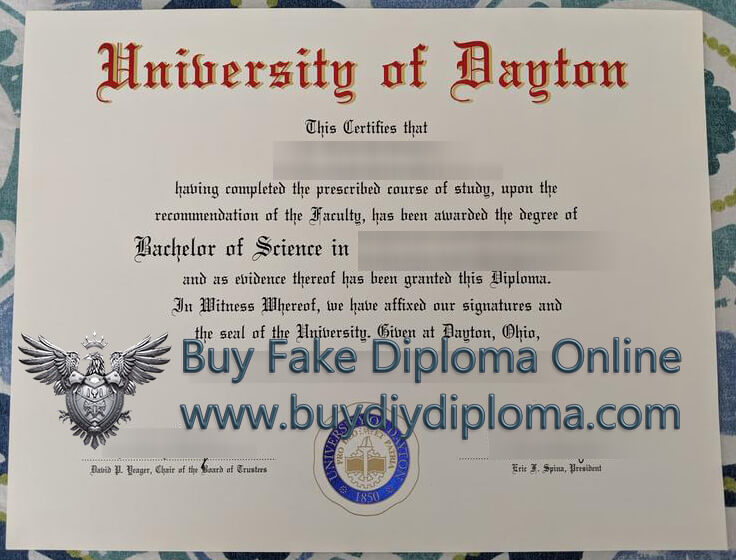 University of Dayton
This Certifies that
having completed the prescribed course of study, upon the
recommendation of the Faculty, has been awarded the degree of
Bachelor of Science in
and as evidence thereof has been granted this Diploma.
In Witness Whereof, we have affixed our signatures and
the seal of the University. Given at Dayton, Ohio,
Buy Fake Diploma Online
www.buydiydiploma.com
UNIVERSITY OF DAYTON
PRO DEO ET PATRIA
1850
David P. Yeager, Chair of the Board of Trustees
Eric F. Spina, President